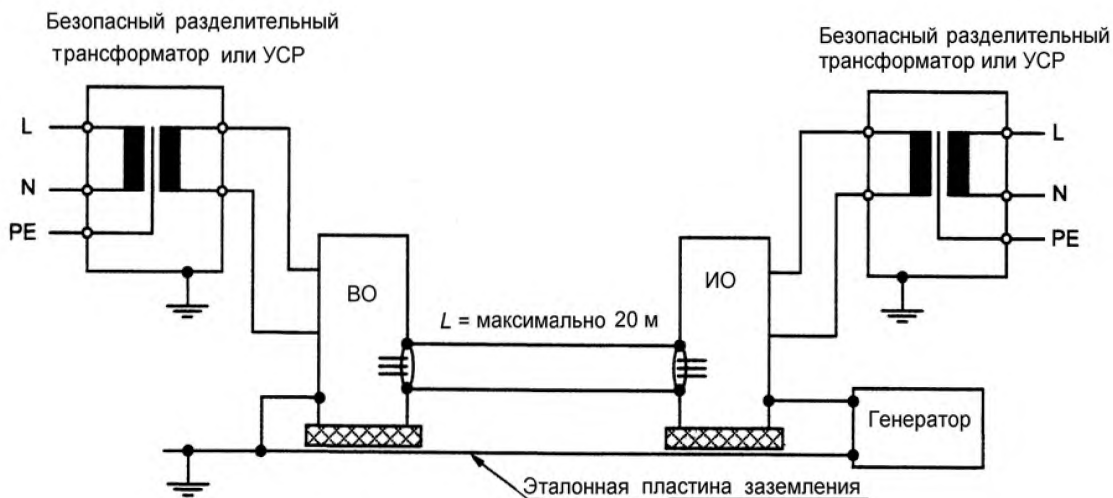 Безопасный разделительный
трансформатор или УСР
Безопасный разделительный
трансформатор или УСР
L
N
PE
L
N
PE
ВО
ИО
L = максимально 20 м
Генератор
Эталонная пластина заземления